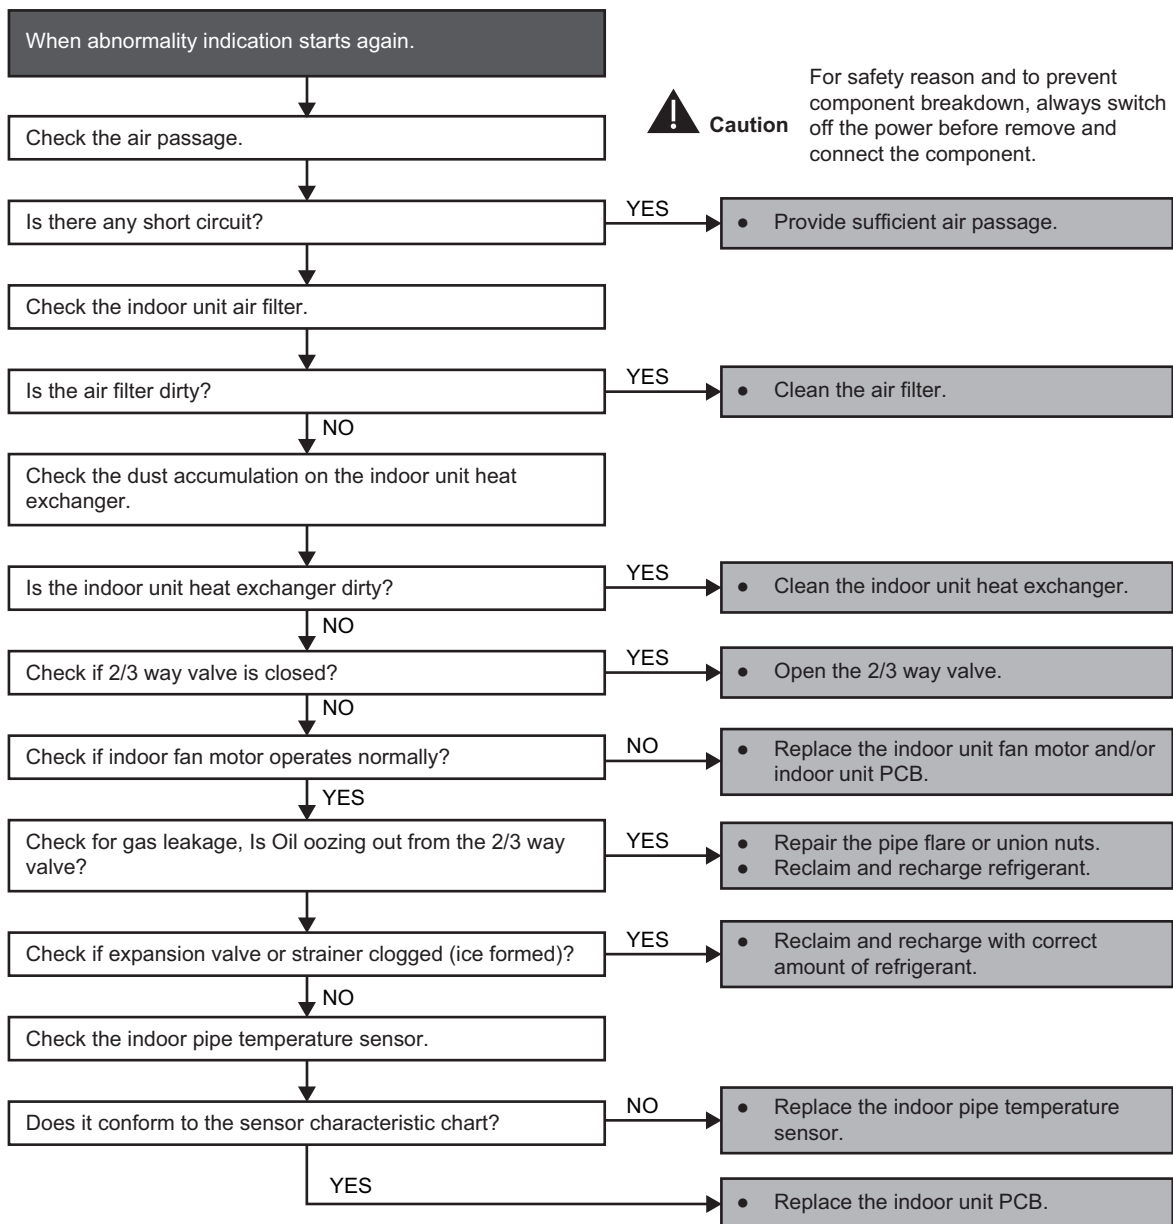 When abnormality indication starts again.
Caution
For safety reason and to prevent
component breakdown, always switch
off the power before remove and
connect the component.
Check the air passage.
Is there any short circuit?
YES
● Provide sufficient air passage.
Check the indoor unit air filter.
Is the air filter dirty?
YES
● Clean the air filter.
NO
Check the dust accumulation on the indoor unit heat
exchanger.
Is the indoor unit heat exchanger dirty?
YES
● Clean the indoor unit heat exchanger.
NO
Check if 2/3 way valve is closed?
YES
● Open the 2/3 way valve.
NO
Check if indoor fan motor operates normally?
NO
● Replace the indoor unit fan motor and/or
indoor unit PCB.
YES
Check for gas leakage, Is Oil oozing out from the 2/3 way
valve?
YES
● Repair the pipe flare or union nuts.
● Reclaim and recharge refrigerant.
Check if expansion valve or strainer clogged (ice formed)?
YES
● Reclaim and recharge with correct
amount of refrigerant.
NO
Check the indoor pipe temperature sensor.
Does it conform to the sensor characteristic chart?
NO
● Replace the indoor pipe temperature
sensor.
YES
● Replace the indoor unit PCB.